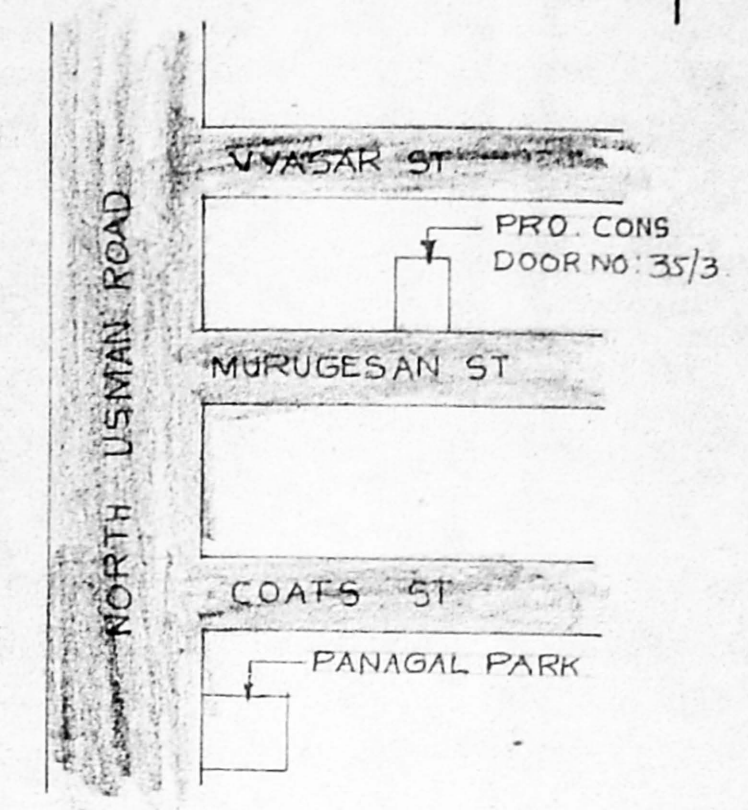 VYASAR ST
PRO. CONS
DOOR NO: 35/3
NORTH USMAN ROAD
MURUGESAN ST
COATS ST
PANAGAL PARK